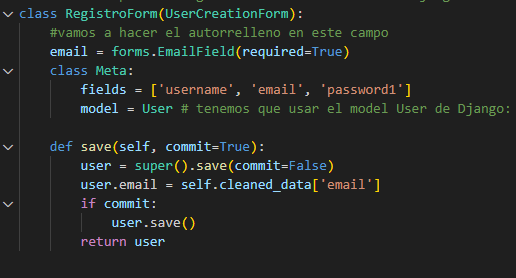 class RegistroForm(UserCreationForm):
    #vamos a hacer el autorrelleno en este campo
    email = forms.EmailField(required=True)
    class Meta:
        fields = ['username', 'email', 'password1']
        model = User # tenemos que usar el model User de Django:
    def save(self, commit=True):
        user = super().save(commit=False)
        user.email = self.cleaned_data['email']
        if commit:
            user.save()
        return user